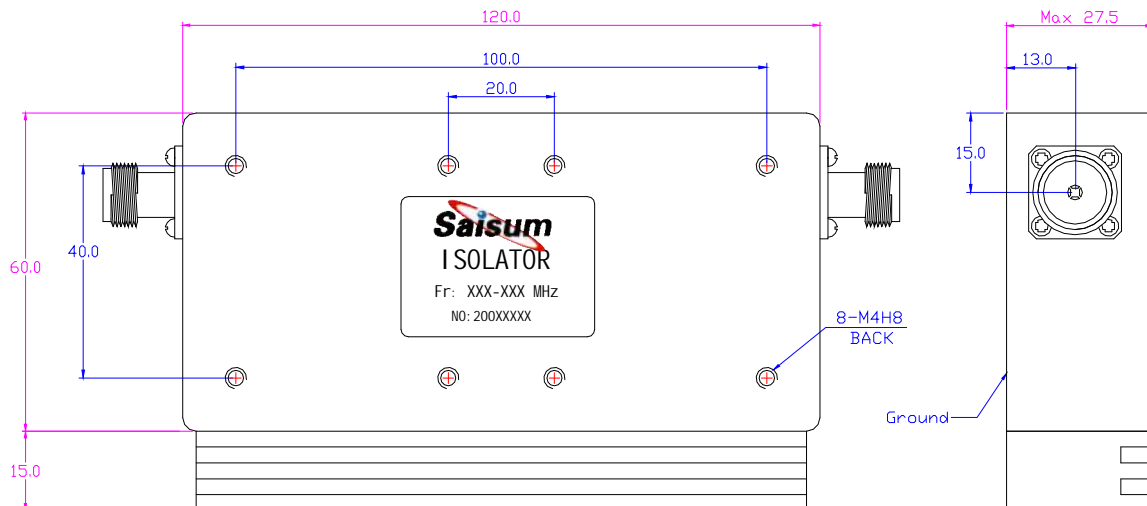 120.0
Max 27.5
100.0
13.0
20.0
15.0
Saisum
40.0
ISOLATOR
60.0
Fr: XXX-XXX MHz
NO: 200XXXXX
8-M4H8
BACK
Ground
15.0